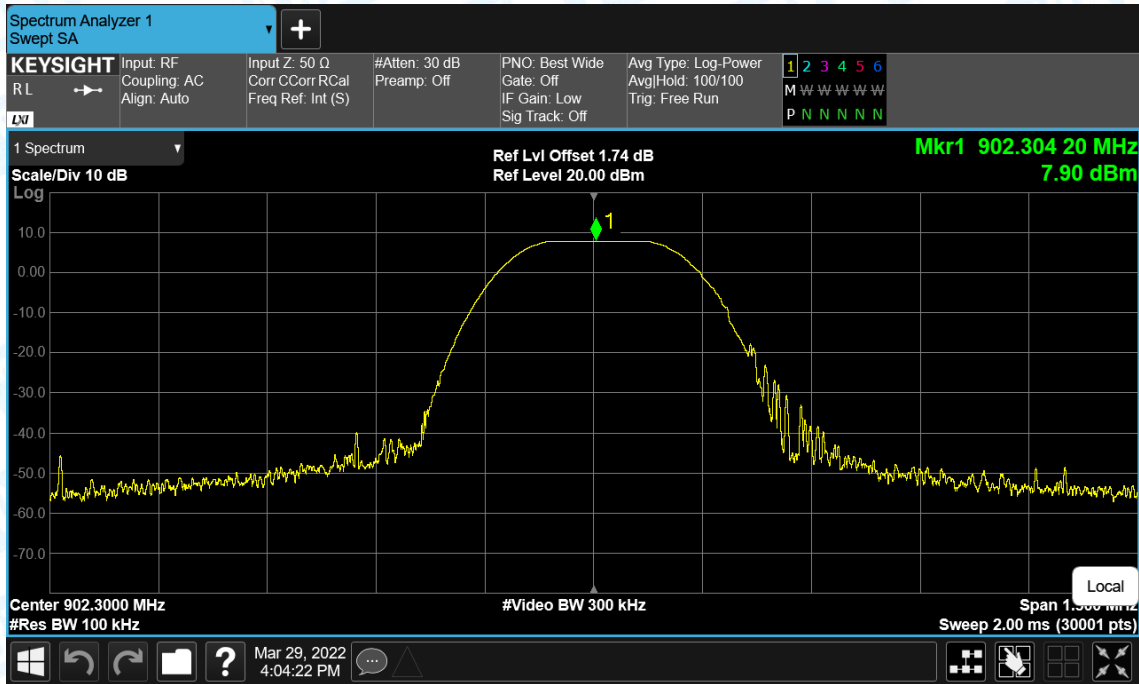 Spectrum Analyzer 1
Swept SA
KEYSIGHT
R L
LXI
Input: RF
Coupling: AC
Align: Auto
Input Z: 50 Ω
Corr CCorr RCal
Freq Ref: Int (S)
#Atten: 30 dB
Preamp: Off
PNO: Best Wide
Gate: Off
IF Gain: Low
Sig Track: Off
Avg Type: Log-Power
Avg|Hold: 100/100
Trig: Free Run
1 2 3 4 5 6
M W W W W W
P N N N N N
1 Spectrum
Scale/Div 10 dB
Log
Ref Lvl Offset 1.74 dB
Ref Level 20.00 dBm
Mkr1 902.304 20 MHz
7.90 dBm
1
10.0
0.00
-10.0
-20.0
-30.0
-40.0
-50.0
-60.0
-70.0
Local
Center 902.3000 MHz
#Res BW 100 kHz
#Video BW 300 kHz
Span 1.500 MHz
Sweep 2.00 ms (30001 pts)
?
Mar 29, 2022
4:04:22 PM